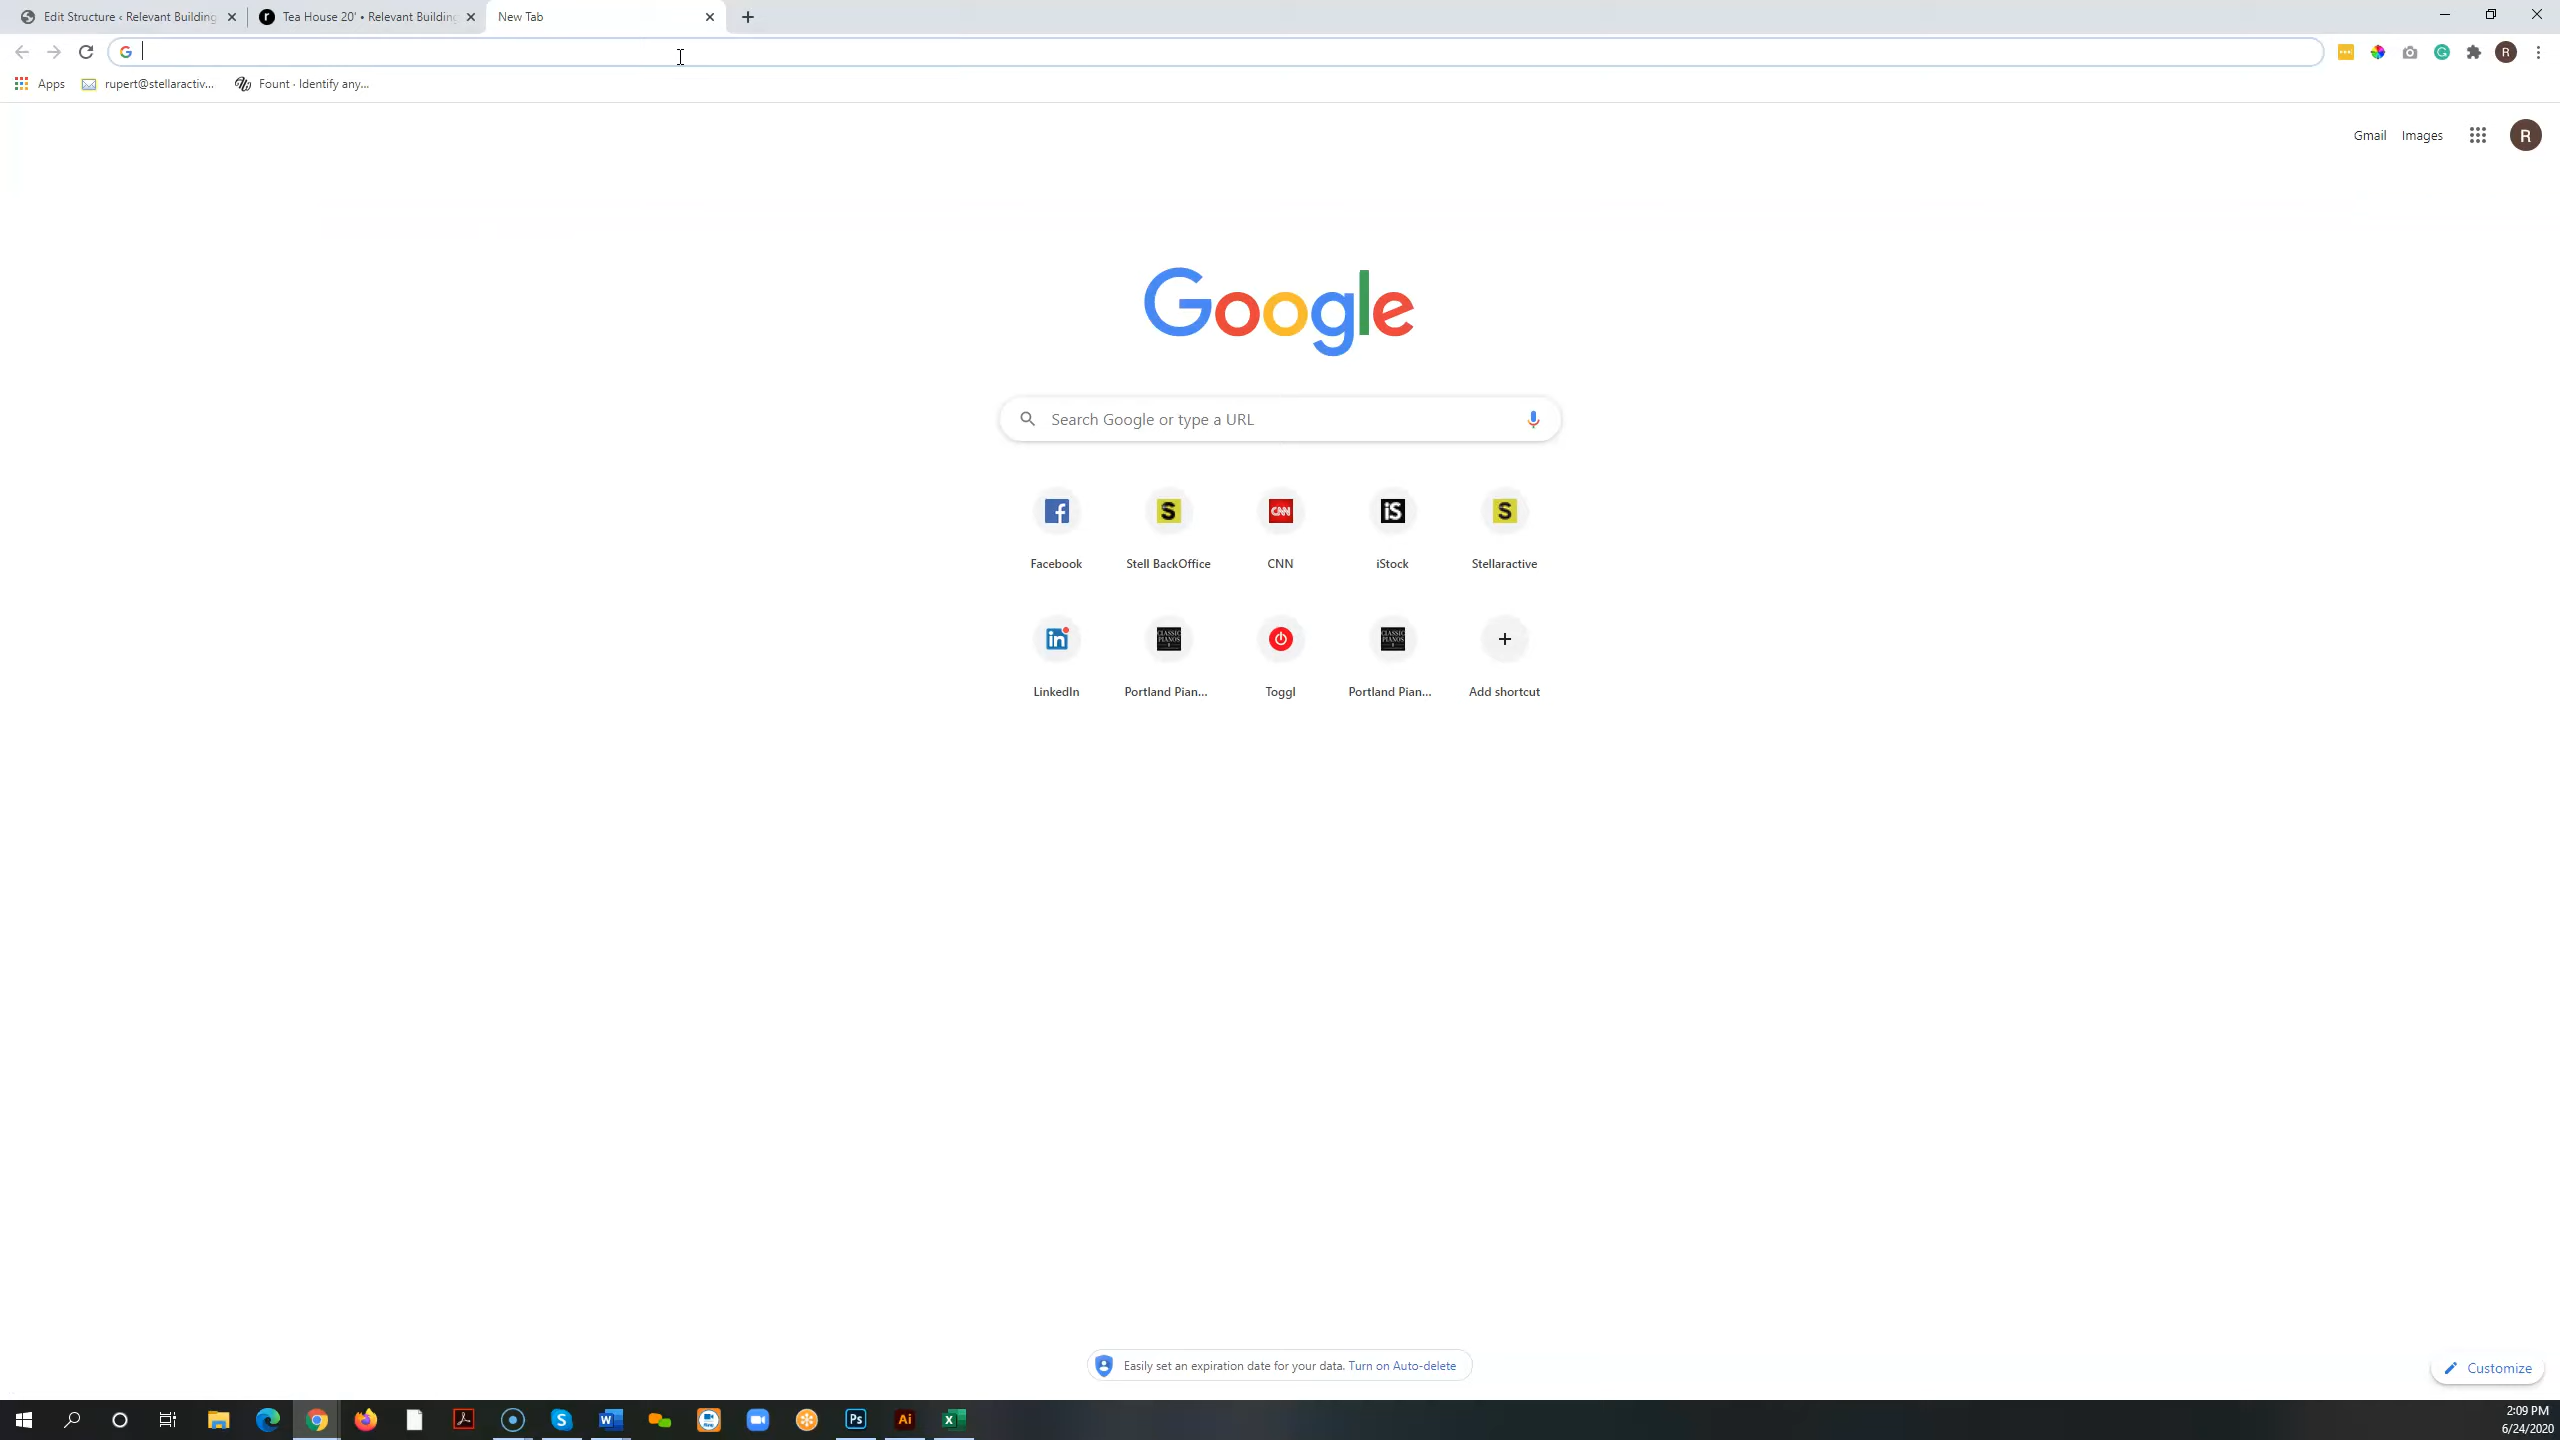 Edit Structure ‹ Relevant Building
Tea House 20' • Relevant Building
New Tab
Apps
rupert@stellaractiv...
Fount · Identify any...
Gmail
Images
R
Google
Search Google or type a URL
Facebook
Stell BackOffice
CNN
iStock
Stellaractive
LinkedIn
Portland Pian...
Toggl
Portland Pian...
Add shortcut
Easily set an expiration date for your data. Turn on Auto-delete
Customize
2:09 PM
6/24/2020